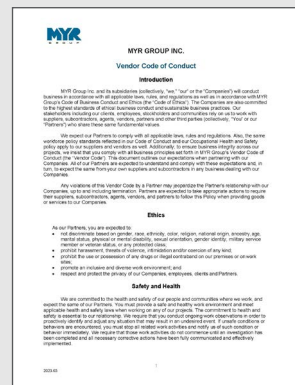 MYR
GROUP
MYR GROUP INC.
Vendor Code of Conduct
Introduction
MYR Group Inc. and its subsidiaries (collectively, "we," "our" or the "Companies") will conduct
business in accordance with all applicable laws, rules, and regulations as well as in accordance with MYR
Group's Code of Business Conduct and Ethics (the "Code of Ethics"). The Companies are also committed
to the highest standards of ethical business conduct and sustainable business practices. Our
stakeholders including our clients, employees, stockholders and communities rely on us to work with
suppliers, subcontractors, agents, vendors, partners and other third parties (collectively, "You" or our
"Partners") who share these same fundamental values.
We expect our Partners to comply with all applicable laws, rules and regulations. Also, the same
workforce policy standards reflected in our Code of Conduct and our Occupational Health and Safety
policy apply to our suppliers and vendors as well. Additionally, to ensure business integrity across our
projects, we insist that you comply with all business principles set forth in MYR Group's Vendor Code of
Conduct (the "Vendor Code"). This document outlines our expectations when partnering with our
Companies. All of our Partners are expected to understand and comply with these expectations and, in
turn, to expect the same from your own suppliers and subcontractors in any business dealing with our
Companies.
Any violations of this Vendor Code by a Partner may jeopardize the Partner's relationship with our
Companies, up to and including termination. Partners are expected to take appropriate actions to require
their suppliers, subcontractors, agents, vendors, and partners to follow this Policy when providing goods
or services to our Companies.
Ethics
As our Partners, you are expected to:
• not discriminate based on gender, race, ethnicity, color, religion, national origin, ancestry, age,
mental status, physical or mental disability, sexual orientation, gender identity, military service
member or veteran status, or any protected class;
• prohibit harassment, threats of violence, intimidation and/or coercion of any kind;
• prohibit the use or possession of any drugs or illegal contraband on our premises or on work
sites;
• promote an inclusive and diverse work environment; and
• respect and protect the privacy of our Companies, employees, clients and Partners.
Safety and Health
We are committed to the health and safety of our people and communities where we work, and
expect the same of our Partners. You must provide a safe and healthy work environment and meet
applicable health and safety laws when working on any of our projects. The commitment to health and
safety is essential to our relationship. We require that you conduct ongoing work observations in order to
proactively identify and adjust any situation that may result in an undesired event. If unsafe conditions or
behaviors are encountered, you must stop all related work activities and notify us of such condition or
behavior immediately. We require that those work activities do not commence until an investigation has
been completed and all necessary corrective actions have been fully communicated and effectively
implemented.
1